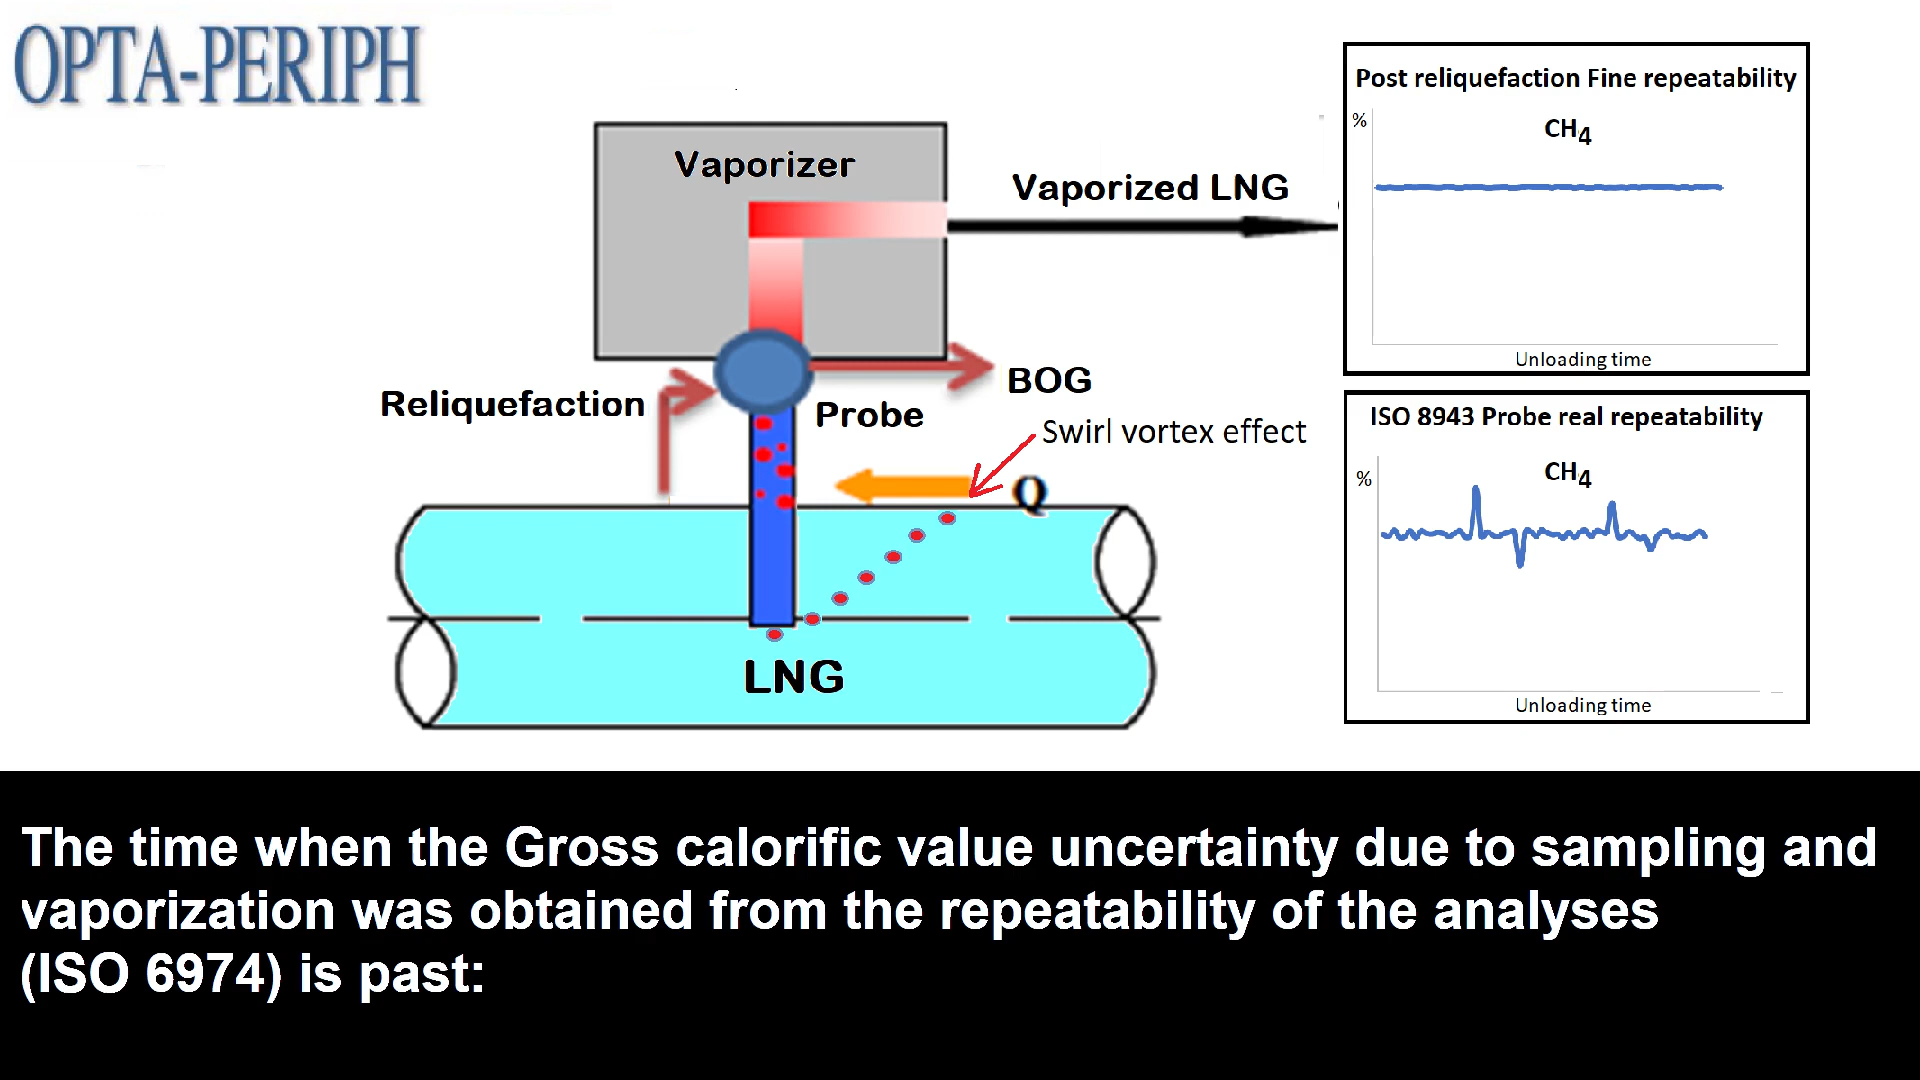 OPTA-PERIPH
Vaporizer
Vaporized LNG
Reliquefaction
BOG
Probe
Swirl vortex effect
Q
LNG
Post reliquefaction Fine repeatability
%
CH4
Unloading time
ISO 8943 Probe real repeatability
%
CH4
Unloading time
The time when the Gross calorific value uncertainty due to sampling and
vaporization was obtained from the repeatability of the analyses
(ISO 6974) is past: